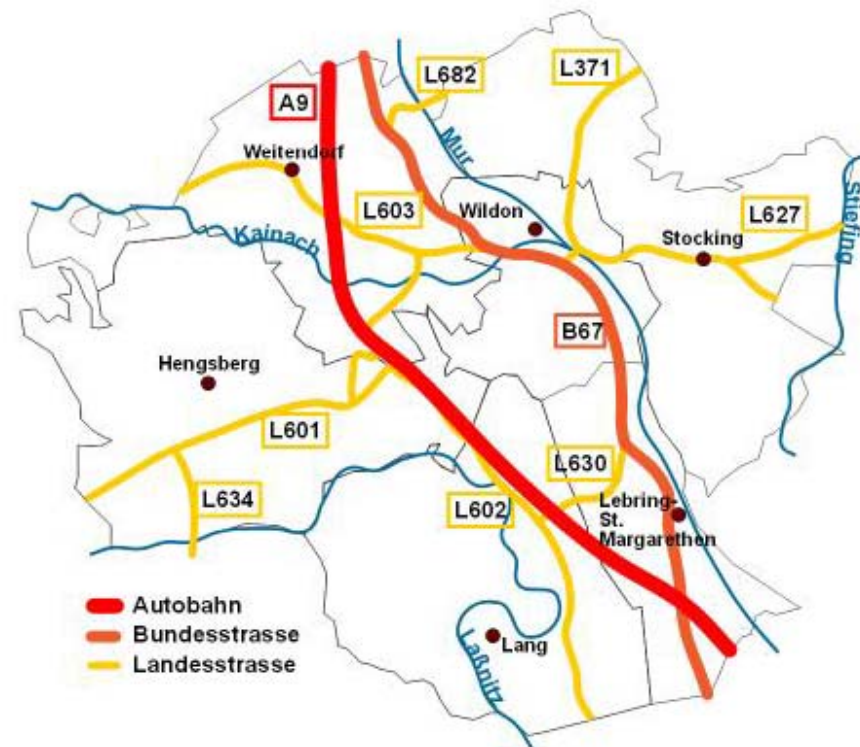 L682
L371
A9
Mur
Weitendorf
Stiefing
L603
Wildon
L627
Kainach
Stocking
B67
Hengsberg
L601
L630
L634
L602
Lebring-
St.
Margarethen
Autobahn
Bundesstrasse
Landesstrasse
Lang
Laßnitz